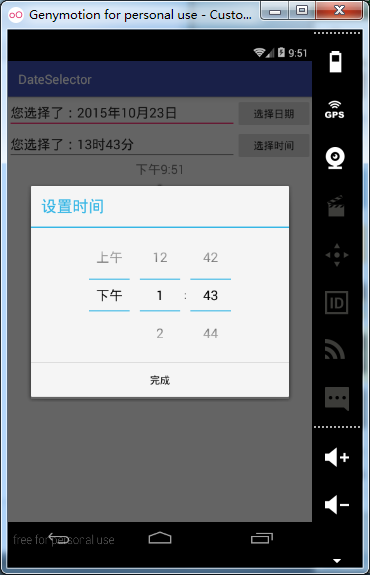 Genymotion for personal use - Custo...
9:51
DateSelector
您选择了：2015年10月23日
选择日期
您选择了：13时43分
选择时间
下午9:51
设置时间
上午 12 42
下午 1 : 43
2 44
完成
free for personal use
GPS
ID